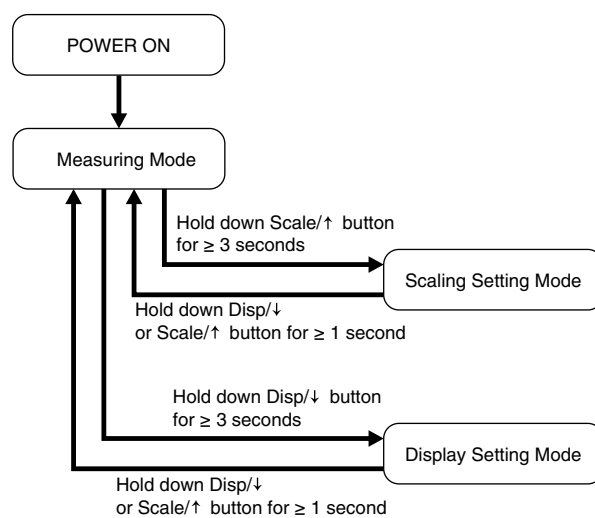 POWER ON
Measuring Mode
Hold down Scale/↑ button
for ≥ 3 seconds
Scaling Setting Mode
Hold down Disp/↓
or Scale/↑ button for ≥ 1 second
Hold down Disp/↓ button
for ≥ 3 seconds
Display Setting Mode
Hold down Disp/↓
or Scale/↑ button for ≥ 1 second